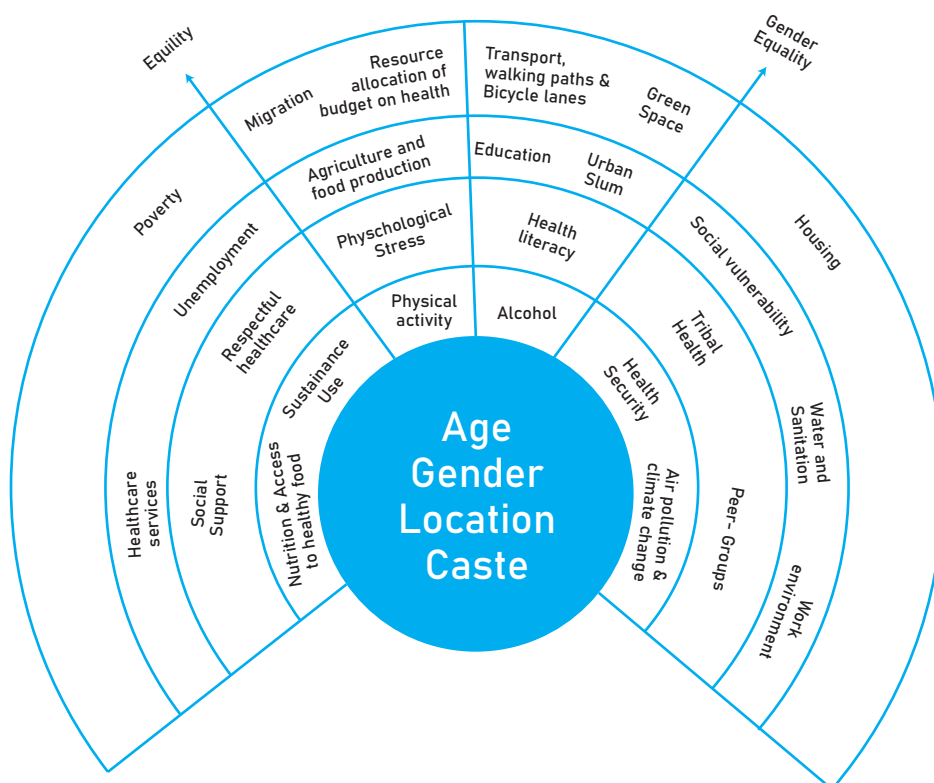 Equility
Gender
Equality
Migration
Resource
allocation of
budget on health
Transport,
walking paths &
Bicycle lanes
Green
Space
Poverty
Housing
Agriculture and
food production
Education
Urban
Slum
Unemployment
Social vulnerability
Healthcare
services
Water and
Sanitation
Work
environment
Physchological
Stress
Health
literacy
Respectful
healthcare
Tribal
Health
Social
Support
Peer- Groups
Physical
activity
Alcohol
Sustainance
Use
Health
Security
Nutrition & Access
to healthy food
Air pollution &
climate change
Age
Gender
Location
Caste